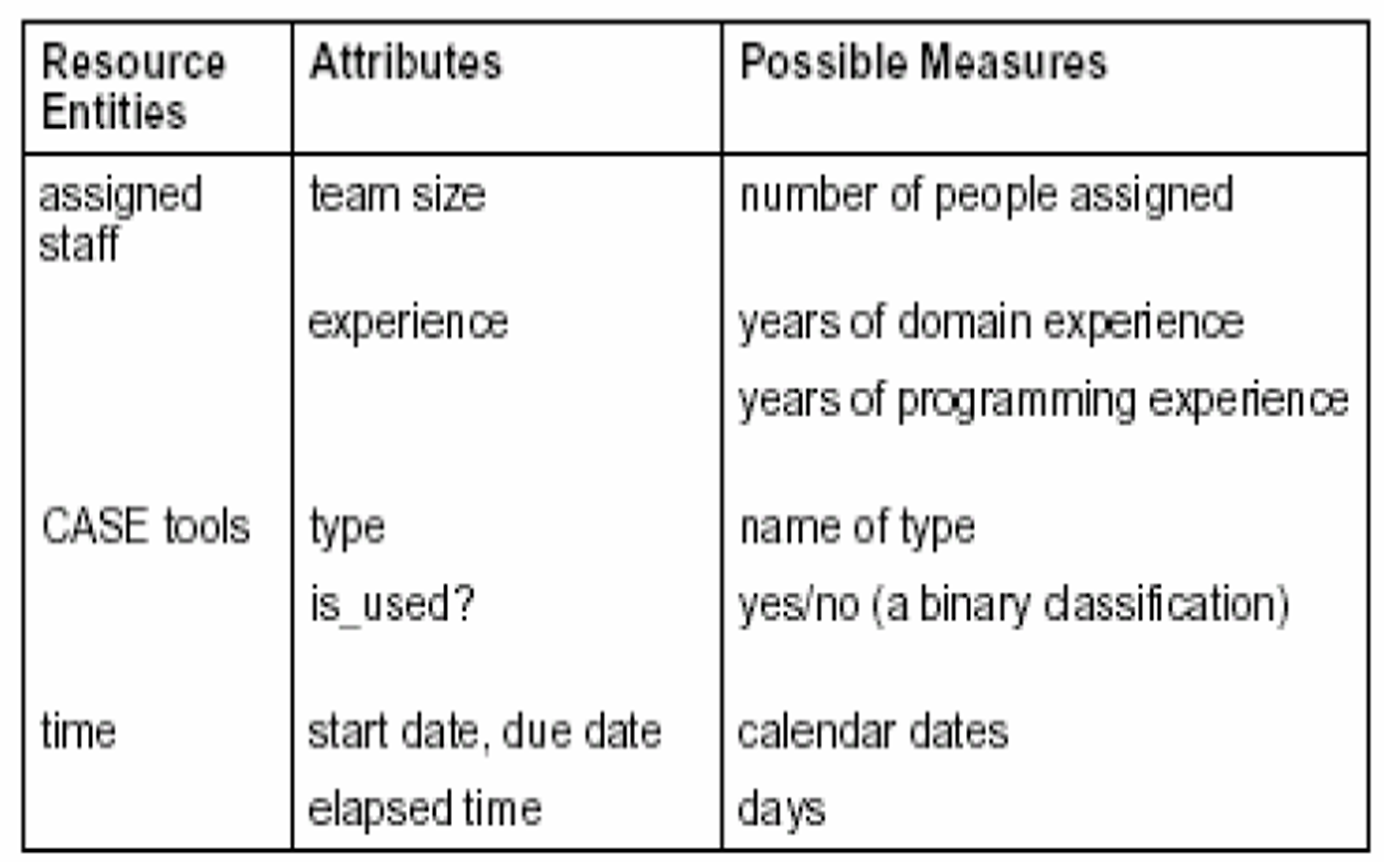 Resource Entities | Attributes | Possible Measures
assigned staff | team size | number of people assigned
experience | years of domain experience
years of programming experience
CASE tools | type | name of type
is_used? | yes/no (a binary classification)
time | start date, due date | calendar dates
elapsed time | days